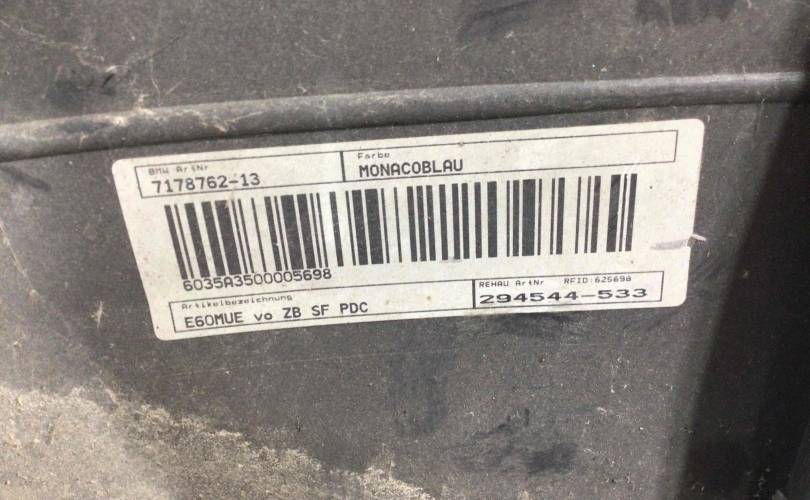 BMW ArtNr
7178762-13
Farbe
MONACOBLAU
6035A3500005698
Artikelbezeichnung
E60MUE vo ZB SF PDC
REHAU ArtNr RFID:625698
294544-533